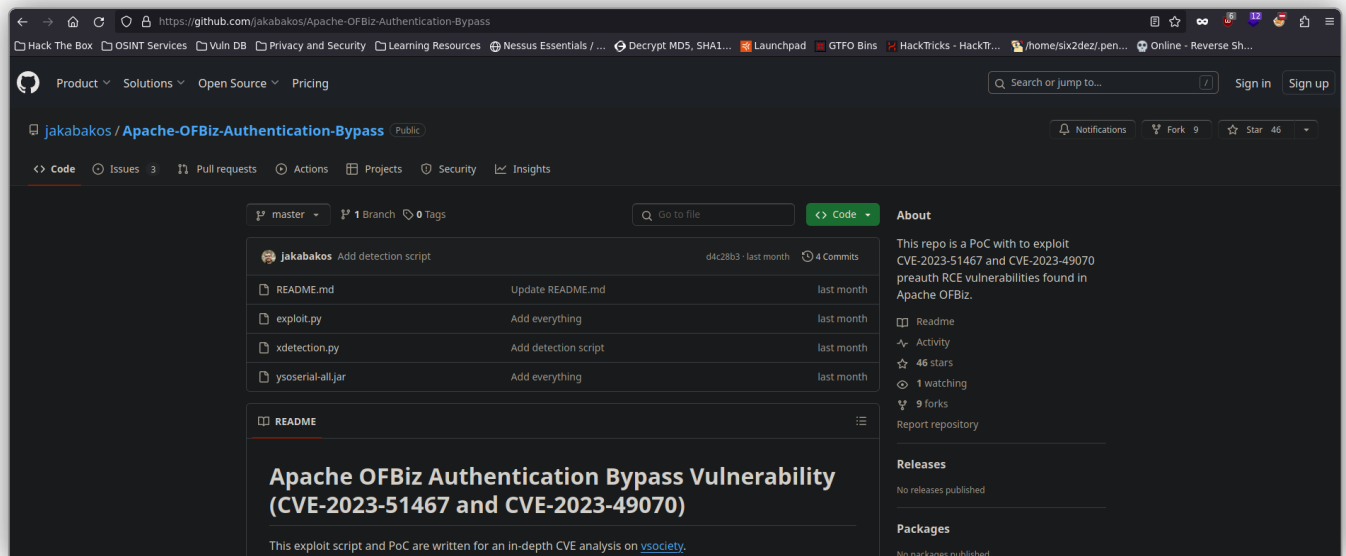 https://github.com/jakabakos/Apache-OFBiz-Authentication-Bypass
6
12
Hack The Box OSINT Services Vuln DB Privacy and Security Learning Resources Nessus Essentials / ... Decrypt MD5, SHA1... Launchpad GTFO Bins HackTricks - HackTr... /home/six2dez/.pen... Online - Reverse Sh...
Product Solutions Open Source Pricing
Search or jump to... /
Sign in Sign up
jakabakos / Apache-OFBiz-Authentication-Bypass Public
Notifications Fork 9 Star 46
Code Issues 3 Pull requests Actions Projects Security Insights
master 1 Branch 0 Tags
Go to file
Code
jakabakos Add detection script d4c28b3 · last month 4 Commits
README.md Update README.md last month
exploit.py Add everything last month
xdetection.py Add detection script last month
ysoserial-all.jar Add everything last month
README
Apache OFBiz Authentication Bypass Vulnerability
(CVE-2023-51467 and CVE-2023-49070)
This exploit script and PoC are written for an in-depth CVE analysis on vsociety.
About
This repo is a PoC with to exploit
CVE-2023-51467 and CVE-2023-49070
preauth RCE vulnerabilities found in
Apache OFBiz.
Readme
Activity
46 stars
1 watching
9 forks
Report repository
Releases
No releases published
Packages
No packages published